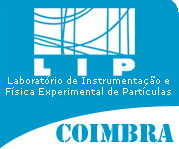 LIP
Laboratório de Instrumentação e
Física Experimental de Partículas
COIMBRA